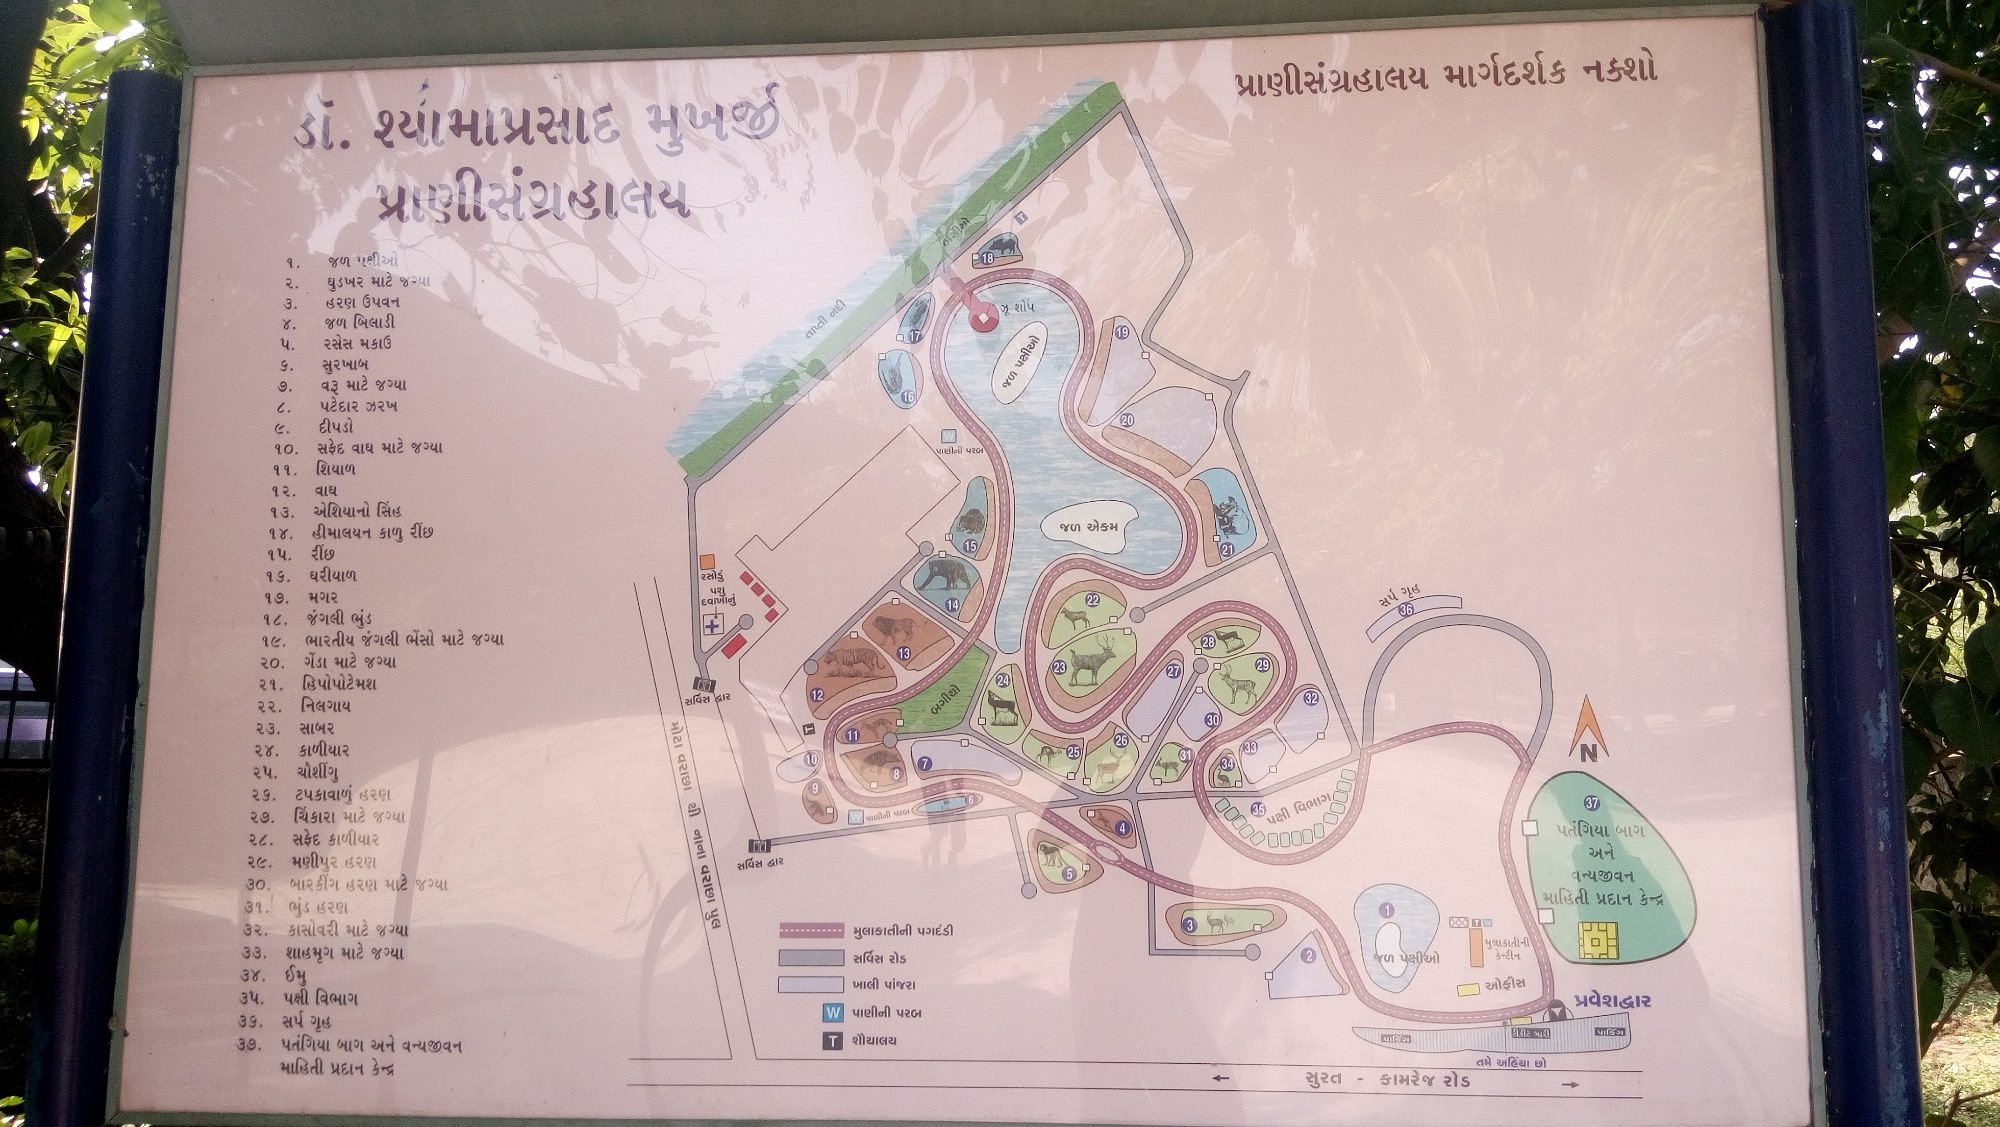 ડૉ. શ્યામાપ્રસાદ મુખર્જી
પ્રાણીસંગ્રહાલય
પ્રાણીસંગ્રહાલય માર્ગદર્શક નકશો
૧. જળ પક્ષીઓ
૨. ઘુડખર માટે જગ્યા
૩. હરણ ઉપવન
૪. જળ બિલાડી
૫. રસેસ મકાઉ
૬. સુરખાબ
૭. વરૂ માટે જગ્યા
૮. પટેદાર ઝરખ
૯. દીપડો
૧૦. સફેદ વાઘ માટે જગ્યા
૧૧. શિયાળ
૧૨. વાઘ
૧૩. એશિયાનો સિંહ
૧૪. હીમાલયન કાળુ રીંછ
૧૫. રીંછ
૧૬. ઘરીયાળ
૧૭. મગર
૧૮. જંગલી ભુંડ
૧૯. ભારતીય જંગલી ભેંસો માટે જગ્યા
૨૦. ગેંડા માટે જગ્યા
૨૧. હિપોપોટેમશ
૨૨. નિલગાય
૨૩. સાબર
૨૪. કાળીયાર
૨૫. ચૌશીંગુ
૨૬. ટપકાવાળું હરણ
૨૭. ચિંકારા માટે જગ્યા
૨૮. સફેદ કાળીયાર
૨૯. મણીપુર હરણ
૩૦. બારકીંગ હરણ માટે જગ્યા
૩૧. ભુંડ હરણ
૩૨. કાસોવરી માટે જગ્યા
૩૩. શાહમૃગ માટે જગ્યા
૩૪. ઈમુ
૩૫. પક્ષી વિભાગ
૩૬. સર્પ ગૃહ
૩૭. પતંગિયા બાગ અને વન્યજીવન
માહિતી પ્રદાન કેન્દ્ર
તાપ્તી નદી
T
18
ઝૂ શોપ
17
16
જળ પક્ષીઓ
19
20
W
પાણીની પરબ
જળ એકમ
21
15
14
રસોડું
પશુ
દવાખાનું
સર્વિસ દ્વાર
13
12
બગીચો
22
23
24
25
26
27
28
29
30
31
32
33
34
35 પક્ષી વિભાગ
સર્પ ગૃહ
36
T
11
10
9
8
7
6
W પાણીની પરબ
સર્વિસ દ્વાર
5
4
3
2
1
જળ પક્ષીઓ
N
37
પતંગિયા બાગ
અને
વન્યજીવન
માહિતી પ્રદાન કેન્દ્ર
T W
મુલાકાતીની
કેન્ટીન
ઓફીસ
પ્રવેશદ્વાર
પાર્કિંગ
ટીકીટ બારી
પાર્કિંગ
તમે અહિંયા છો
મોટા વરાછા થી નાના વરાછા પુલ
મુલાકાતીની પગદંડી
સર્વિસ રોડ
ખાલી પાંજરા
W પાણીની પરબ
T શૌચાલય
← સુરત - કામરેજ રોડ →